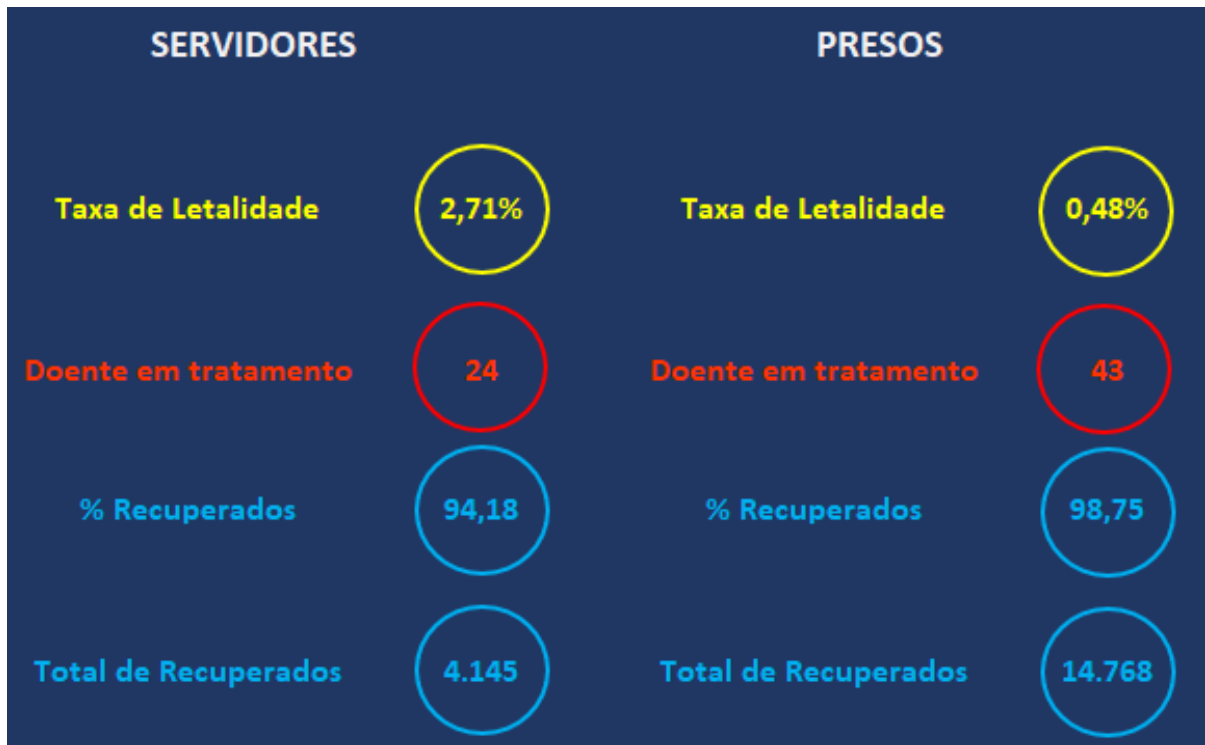 SERVIDORES
Taxa de Letalidade 2,71%
Doente em tratamento 24
% Recuperados 94,18
Total de Recuperados 4.145
PRESOS
Taxa de Letalidade 0,48%
Doente em tratamento 43
% Recuperados 98,75
Total de Recuperados 14.768